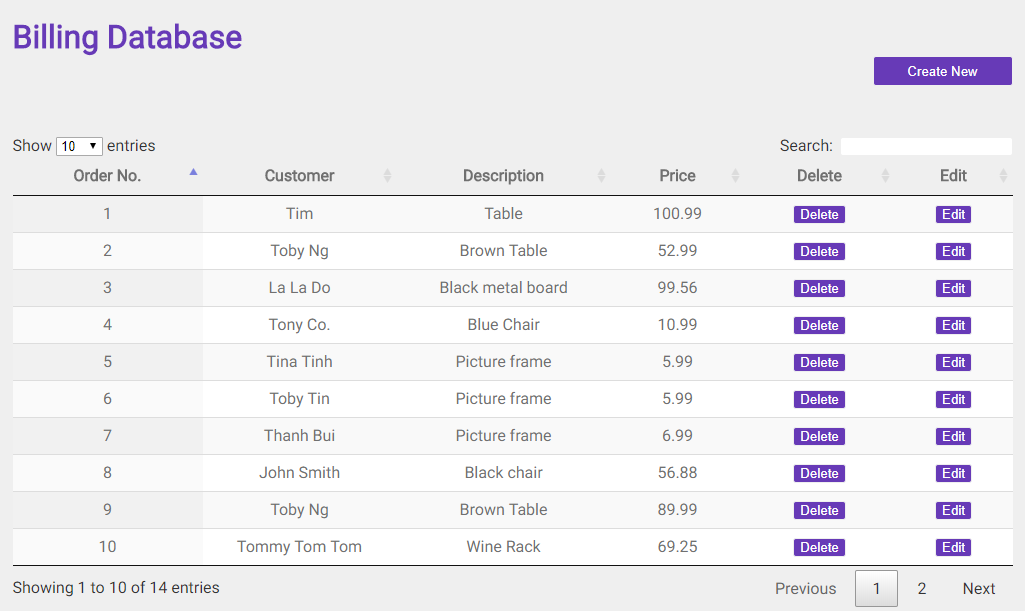 Billing Database
Create New
Show 10 entries Search:
Order No. Customer Description Price Delete Edit
1 Tim Table 100.99 Delete Edit
2 Toby Ng Brown Table 52.99 Delete Edit
3 La La Do Black metal board 99.56 Delete Edit
4 Tony Co. Blue Chair 10.99 Delete Edit
5 Tina Tinh Picture frame 5.99 Delete Edit
6 Toby Tin Picture frame 5.99 Delete Edit
7 Thanh Bui Picture frame 6.99 Delete Edit
8 John Smith Black chair 56.88 Delete Edit
9 Toby Ng Brown Table 89.99 Delete Edit
10 Tommy Tom Tom Wine Rack 69.25 Delete Edit
Showing 1 to 10 of 14 entries Previous 1 2 Next